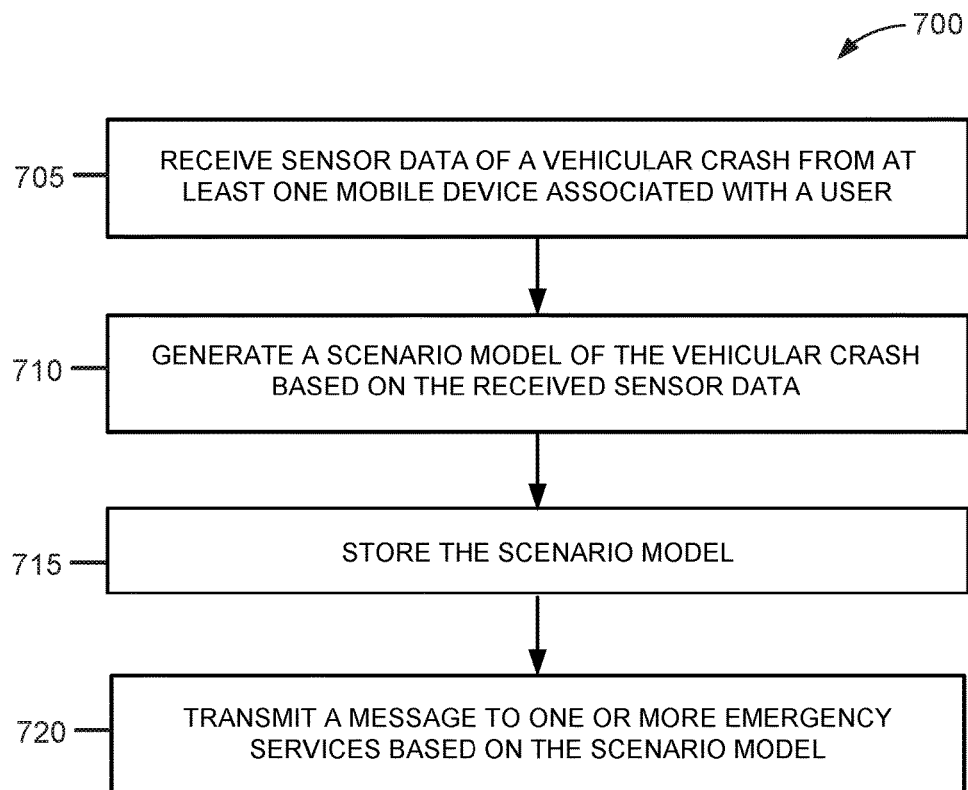 700
705
RECEIVE SENSOR DATA OF A VEHICULAR CRASH FROM AT
LEAST ONE MOBILE DEVICE ASSOCIATED WITH A USER
710
GENERATE A SCENARIO MODEL OF THE VEHICULAR CRASH
BASED ON THE RECEIVED SENSOR DATA
715
STORE THE SCENARIO MODEL
720
TRANSMIT A MESSAGE TO ONE OR MORE EMERGENCY
SERVICES BASED ON THE SCENARIO MODEL